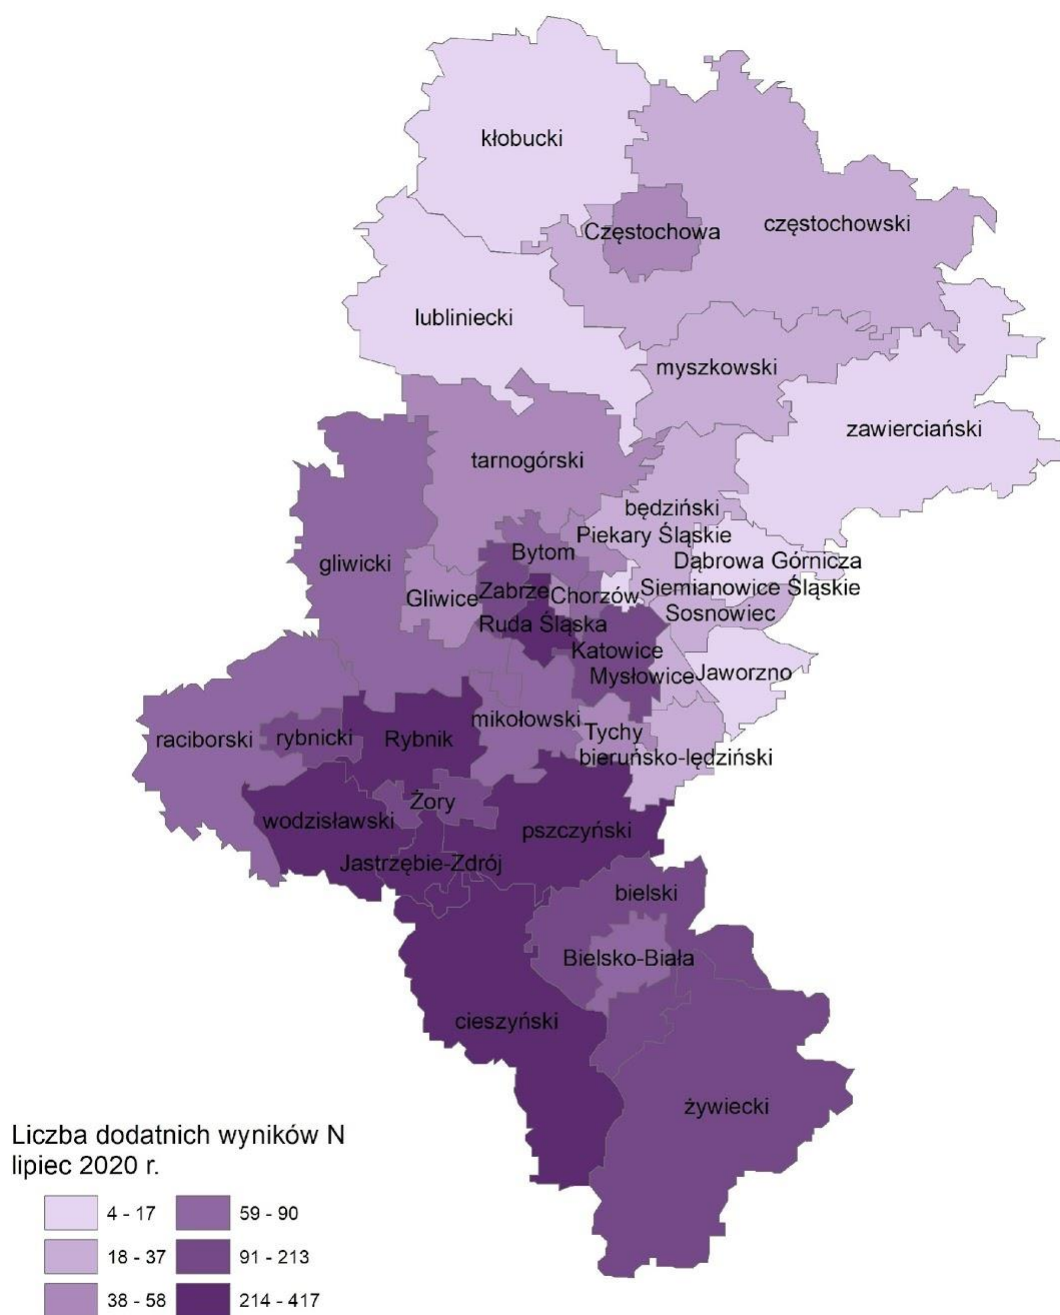 kłobucki
Częstochowa
częstochowski
lubliniecki
myszkowski
zawierciański
tarnogórski
będziński
Piekary Śląskie
Bytom
gliwicki
Dąbrowa Górnicza
Gliwice
Zabrze
Chorzów
Siemianowice Śląskie
Ruda Śląska
Sosnowiec
Katowice
Mysłowice
Jaworzno
raciborski
rybnicki
Rybnik
mikołowski
Tychy
bieruńsko-lędziński
Żory
wodzisławski
pszczyński
Jastrzębie-Zdrój
bielski
Bielsko-Biała
cieszyński
żywiecki
Liczba dodatnich wyników N
lipiec 2020 r.
4 - 17
59 - 90
18 - 37
91 - 213
38 - 58
214 - 417